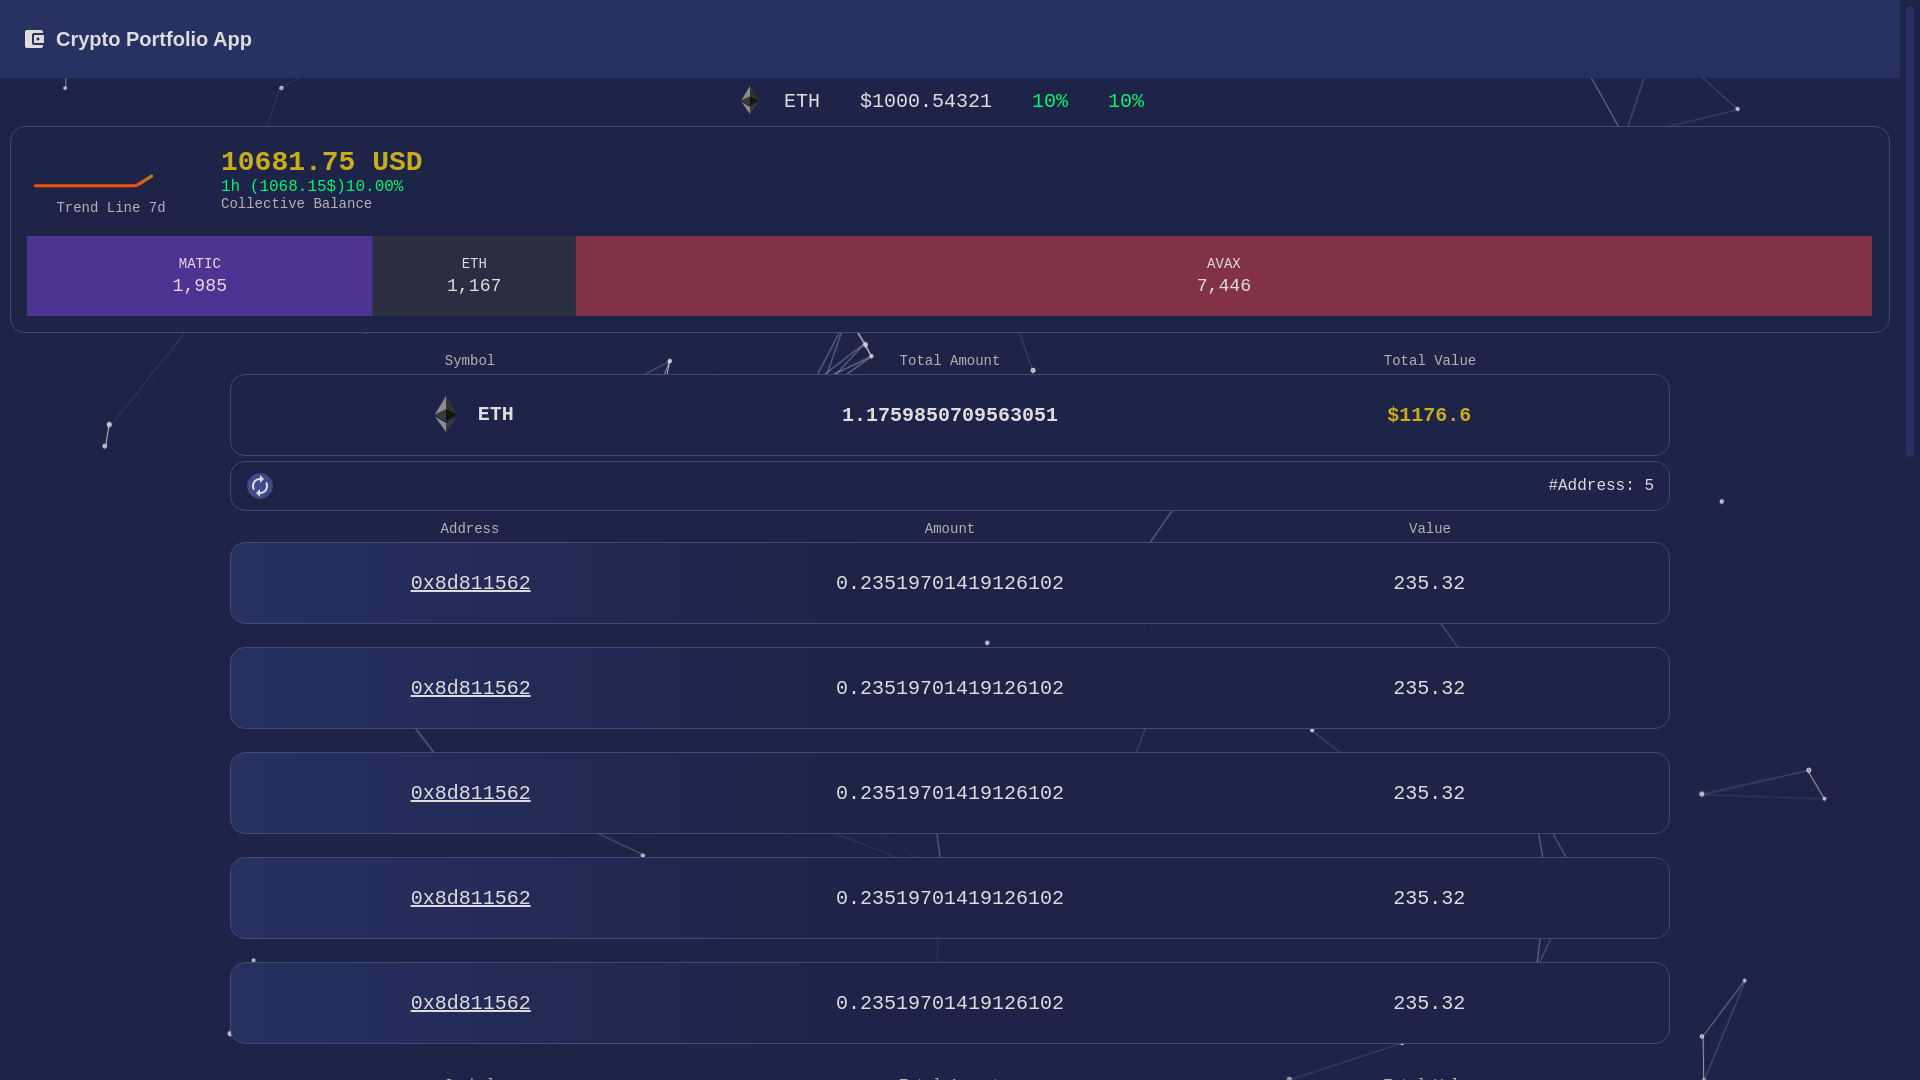 Crypto Portfolio App
ETH $1000.54321 10% 10%
10681.75 USD
1h (1068.15$)10.00%
Collective Balance
Trend Line 7d
MATIC
1,985
ETH
1,167
AVAX
7,446
Symbol Total Amount Total Value
ETH 1.1759850709563051 $1176.6
#Address: 5
Address Amount Value
0x8d811562 0.23519701419126102 235.32
0x8d811562 0.23519701419126102 235.32
0x8d811562 0.23519701419126102 235.32
0x8d811562 0.23519701419126102 235.32
0x8d811562 0.23519701419126102 235.32